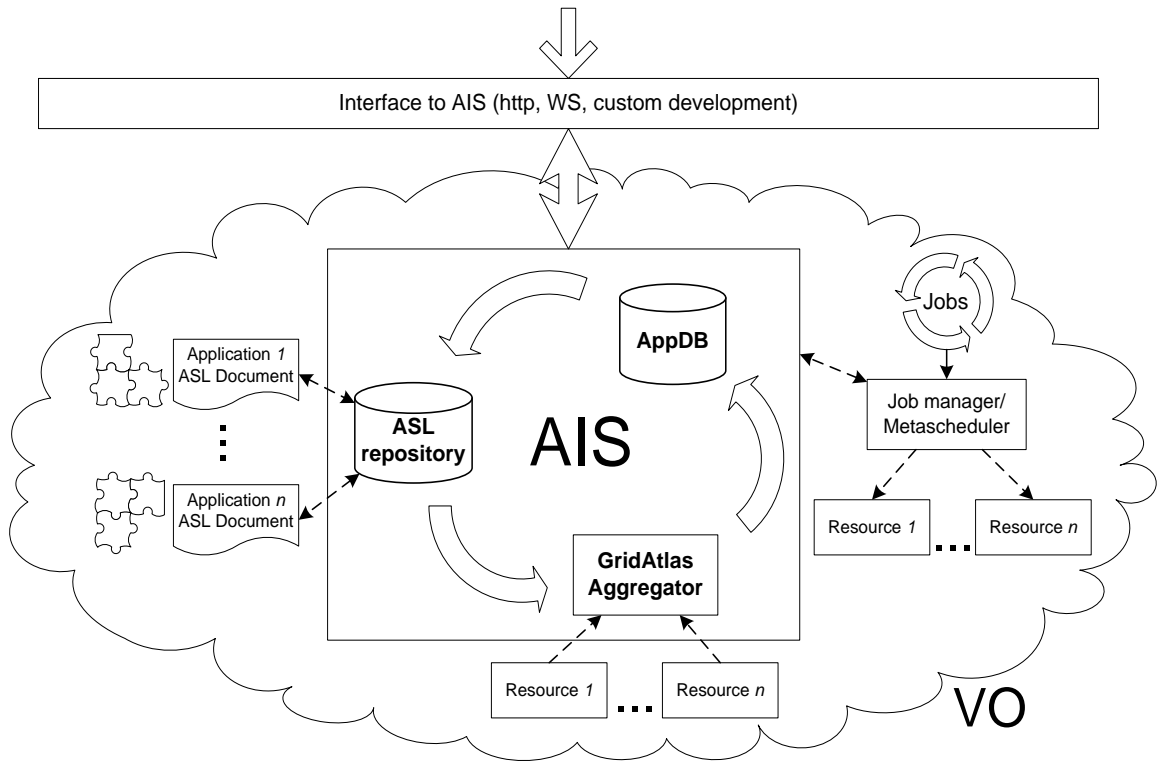 Interface to AIS (http, WS, custom development)
Jobs
AppDB
Application 1
ASL Document
Job manager/
Metascheduler
ASL
repository
AIS
Application n
ASL Document
Resource 1
Resource n
GridAtlas
Aggregator
Resource 1
Resource n
VO